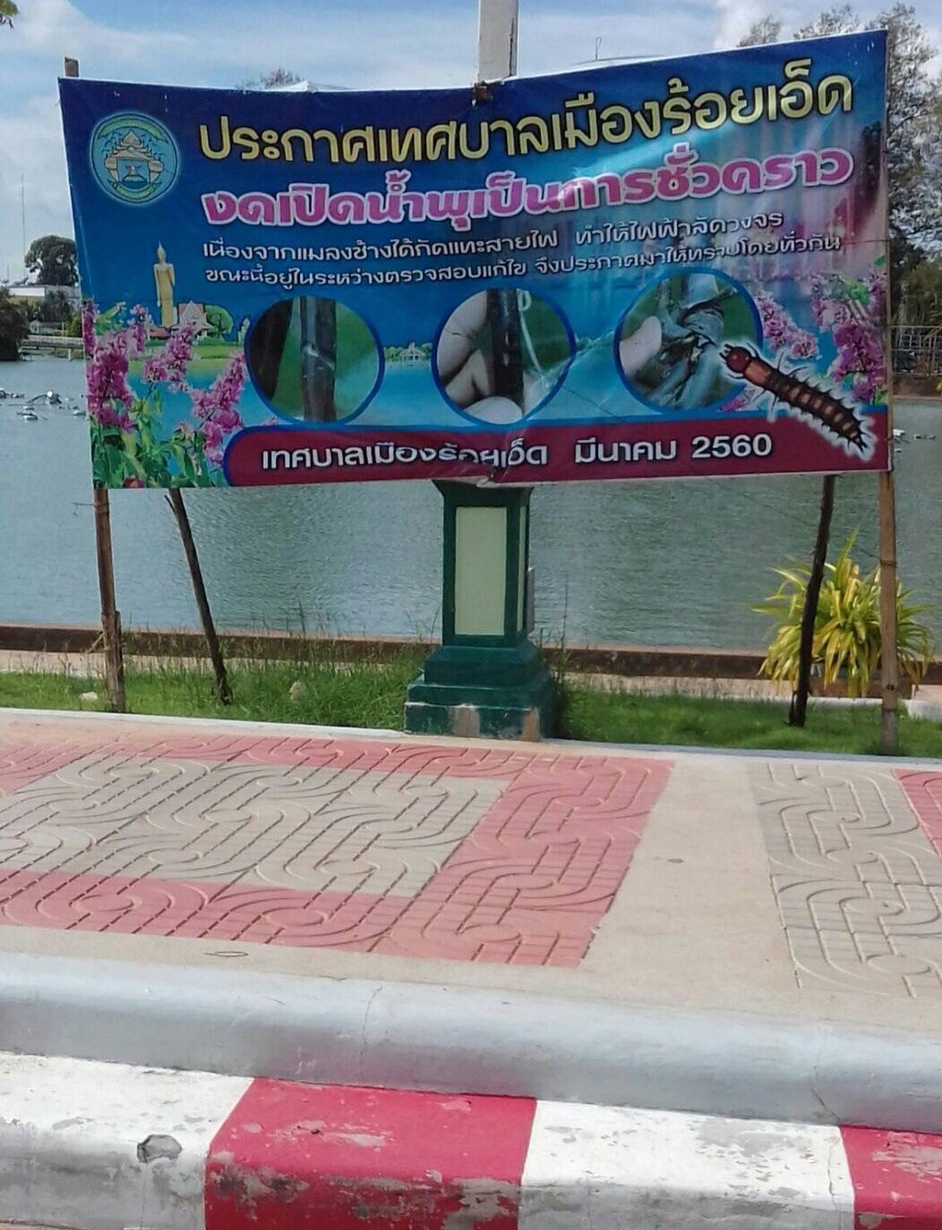 ประกาศเทศบาลเมืองร้อยเอ็ด
งดเปิดน้ำพุเป็นการชั่วคราว
เนื่องจากแมลงช้างได้กัดแทะสายไฟ ทำให้ไฟฟ้าลัดวงจร
ขณะนี้อยู่ในระหว่างตรวจสอบแก้ไข จึงประกาศมาให้ทราบโดยทั่วกัน
เทศบาลเมืองร้อยเอ็ด มีนาคม 2560